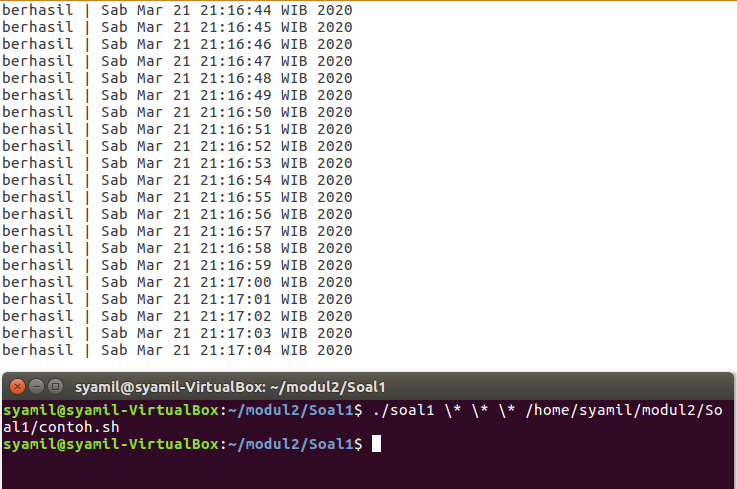 berhasil | Sab Mar 21 21:16:44 WIB 2020
berhasil | Sab Mar 21 21:16:45 WIB 2020
berhasil | Sab Mar 21 21:16:46 WIB 2020
berhasil | Sab Mar 21 21:16:47 WIB 2020
berhasil | Sab Mar 21 21:16:48 WIB 2020
berhasil | Sab Mar 21 21:16:49 WIB 2020
berhasil | Sab Mar 21 21:16:50 WIB 2020
berhasil | Sab Mar 21 21:16:51 WIB 2020
berhasil | Sab Mar 21 21:16:52 WIB 2020
berhasil | Sab Mar 21 21:16:53 WIB 2020
berhasil | Sab Mar 21 21:16:54 WIB 2020
berhasil | Sab Mar 21 21:16:55 WIB 2020
berhasil | Sab Mar 21 21:16:56 WIB 2020
berhasil | Sab Mar 21 21:16:57 WIB 2020
berhasil | Sab Mar 21 21:16:58 WIB 2020
berhasil | Sab Mar 21 21:16:59 WIB 2020
berhasil | Sab Mar 21 21:17:00 WIB 2020
berhasil | Sab Mar 21 21:17:01 WIB 2020
berhasil | Sab Mar 21 21:17:02 WIB 2020
berhasil | Sab Mar 21 21:17:03 WIB 2020
berhasil | Sab Mar 21 21:17:04 WIB 2020
syamil@syamil-VirtualBox: ~/modul2/Soal1
syamil@syamil-VirtualBox:~/modul2/Soal1$ ./soal1 \* \* \* /home/syamil/modul2/So
al1/contoh.sh
syamil@syamil-VirtualBox:~/modul2/Soal1$